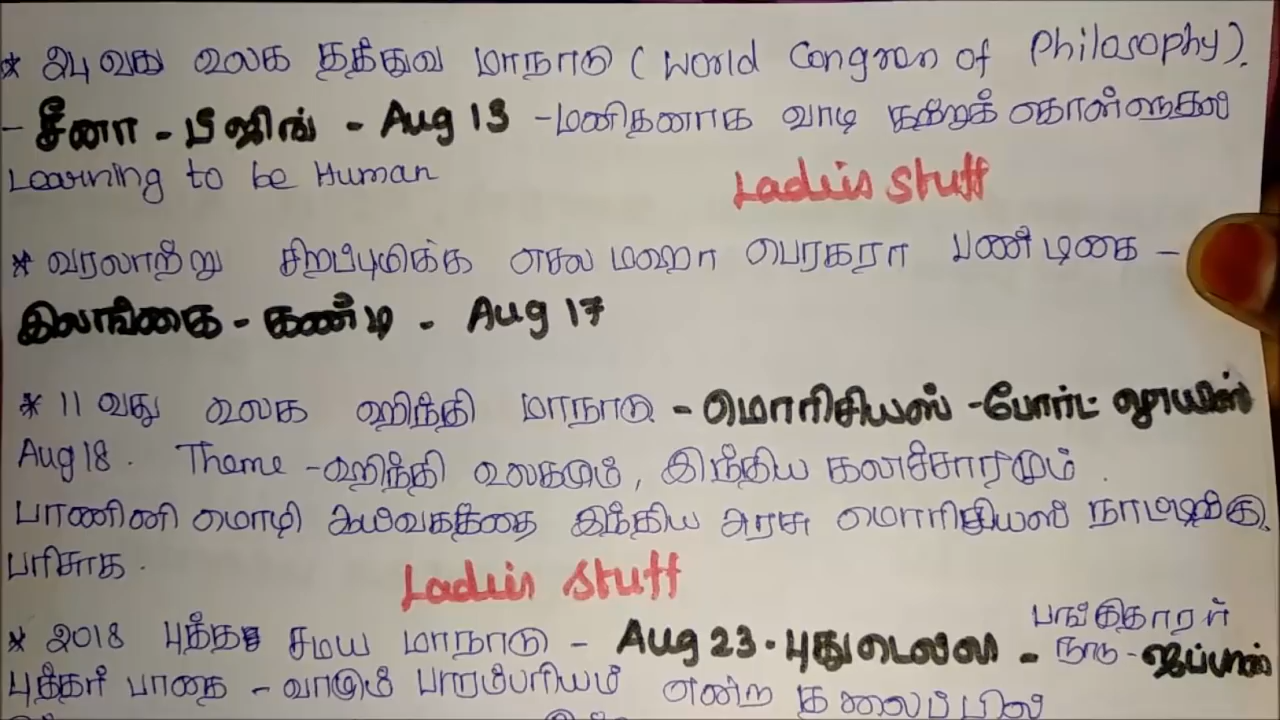 * 24 வது உலக தத்துவ மாநாடு ( World Congress of Philosophy).
- சீனா - பீஜிங் - Aug 13 - மனிதனாக வாழ கற்றுக் கொள்ளுதல்
Learning to be Human
Ladies Stuff
* வரலாற்று சிறப்புமிக்க எசல மஹா பெரகரா பண்டிகை -
இலங்கை - கண்டி - Aug 17
* 11 வது உலக ஹிந்தி மாநாடு - மொரிசியஸ் - போர்ட் லூயிஸ்
Aug 18. Theme - ஹிந்தி உலகமும், இந்திய கலாச்சாரமும்.
பாணினி மொழி ஆய்வகத்தை இந்திய அரசு மொரிசியஸ் நாட்டிற்கு
பரிசாக.
Ladies Stuff
* 2018 புத்த சமய மாநாடு - Aug 23 - புதுடெல்லி - பங்குதாரர் நாடு - ஜப்பான்
புத்தர் பாதை - வாழும் பாரம்பரியம் என்ற தலைப்பில்